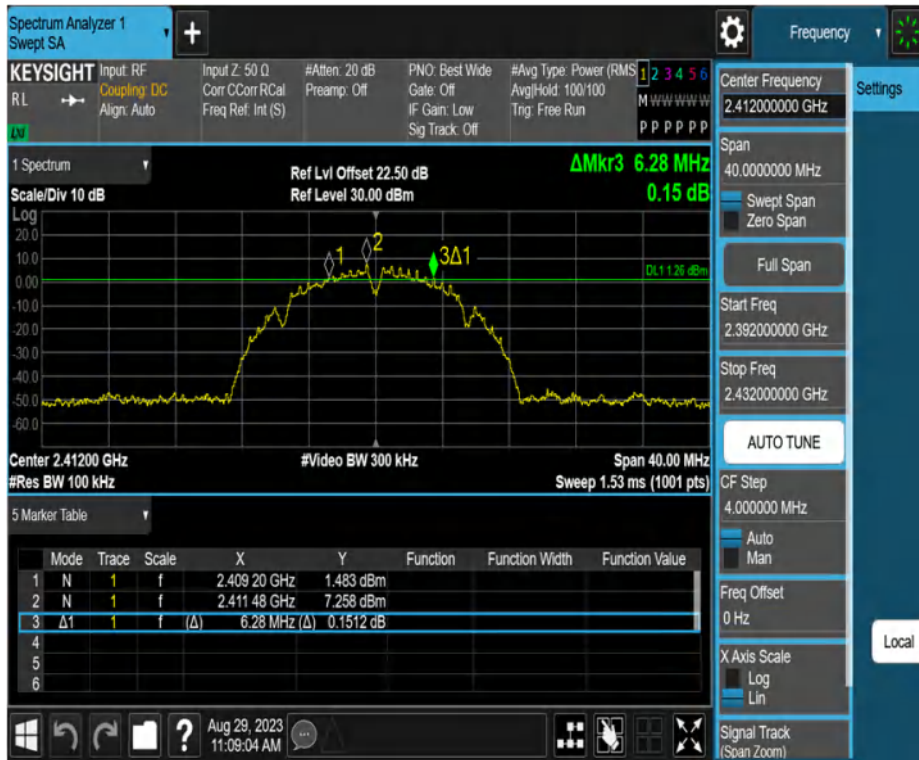 Spectrum Analyzer 1
Swept SA
+
Frequency
KEYSIGHT
RL
LXI
Input: RF
Coupling: DC
Align: Auto
Input Z: 50 Ω
Corr CCorr RCal
Freq Ref: Int (S)
#Atten: 20 dB
Preamp: Off
PNO: Best Wide
Gate: Off
IF Gain: Low
Sig Track: Off
#Avg Type: Power (RMS
Avg|Hold: 100/100
Trig: Free Run
1 2 3 4 5 6
M W W W W W
P P P P P P
1 Spectrum
Scale/Div 10 dB
Ref Lvl Offset 22.50 dB
Ref Level 30.00 dBm
ΔMkr3 6.28 MHz
0.15 dB
Log
20.0
10.0
0.00
-10.0
-20.0
-30.0
-40.0
-50.0
-60.0
1
2
3Δ1
DL1 1.26 dBm
Center 2.41200 GHz
#Video BW 300 kHz
Span 40.00 MHz
#Res BW 100 kHz
Sweep 1.53 ms (1001 pts)
5 Marker Table
Mode Trace Scale X Y Function Function Width Function Value
1 N 1 f 2.409 20 GHz 1.483 dBm
2 N 1 f 2.411 48 GHz 7.258 dBm
3 Δ1 1 f (Δ) 6.28 MHz (Δ) 0.1512 dB
4
5
6
?
Aug 29, 2023
11:09:04 AM
Center Frequency
2.412000000 GHz
Settings
Span
40.0000000 MHz
Swept Span
Zero Span
Full Span
Start Freq
2.392000000 GHz
Stop Freq
2.432000000 GHz
AUTO TUNE
CF Step
4.000000 MHz
Auto
Man
Freq Offset
0 Hz
Local
X Axis Scale
Log
Lin
Signal Track
(Span Zoom)